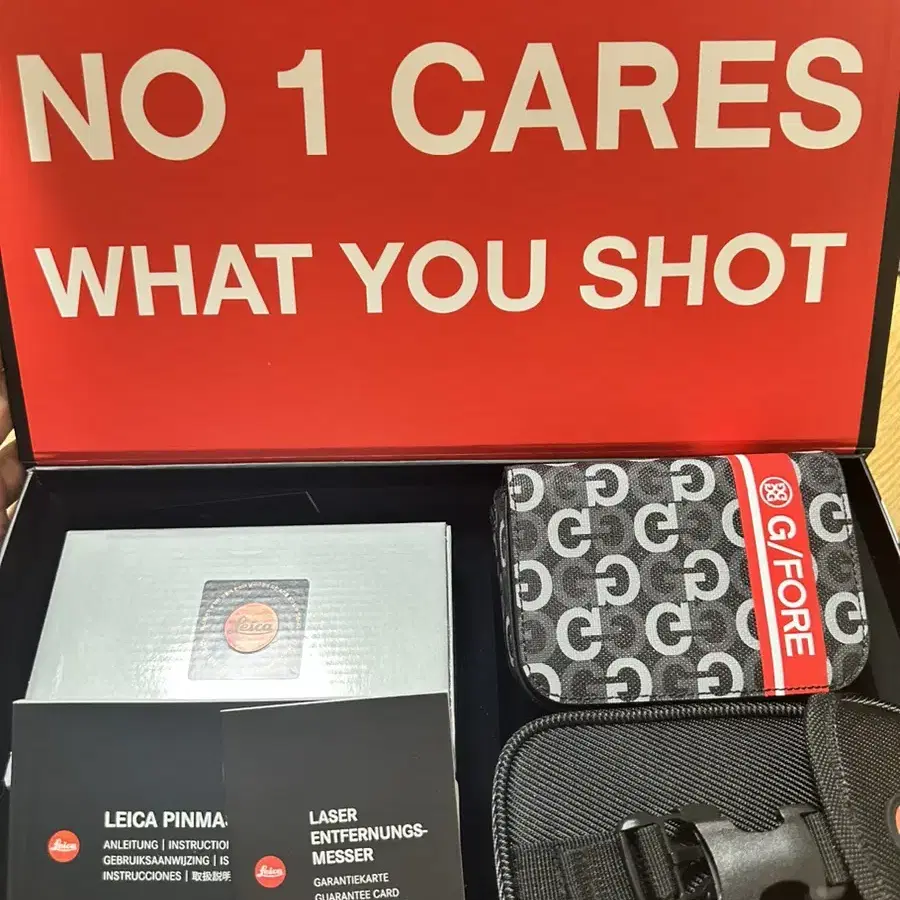 NO 1 CARES
WHAT YOU SHOT
G/FORE
Leica
LEICA PINMA
Leica
ANLEITUNG | INSTRUCTIO
GEBRUIKSAANWIJZING | IS
INSTRUCCIONES | 取扱説明
LASER
ENTFERNUNGS-
MESSER
Leica
GARANTIEKARTE
GUARANTEE CARD